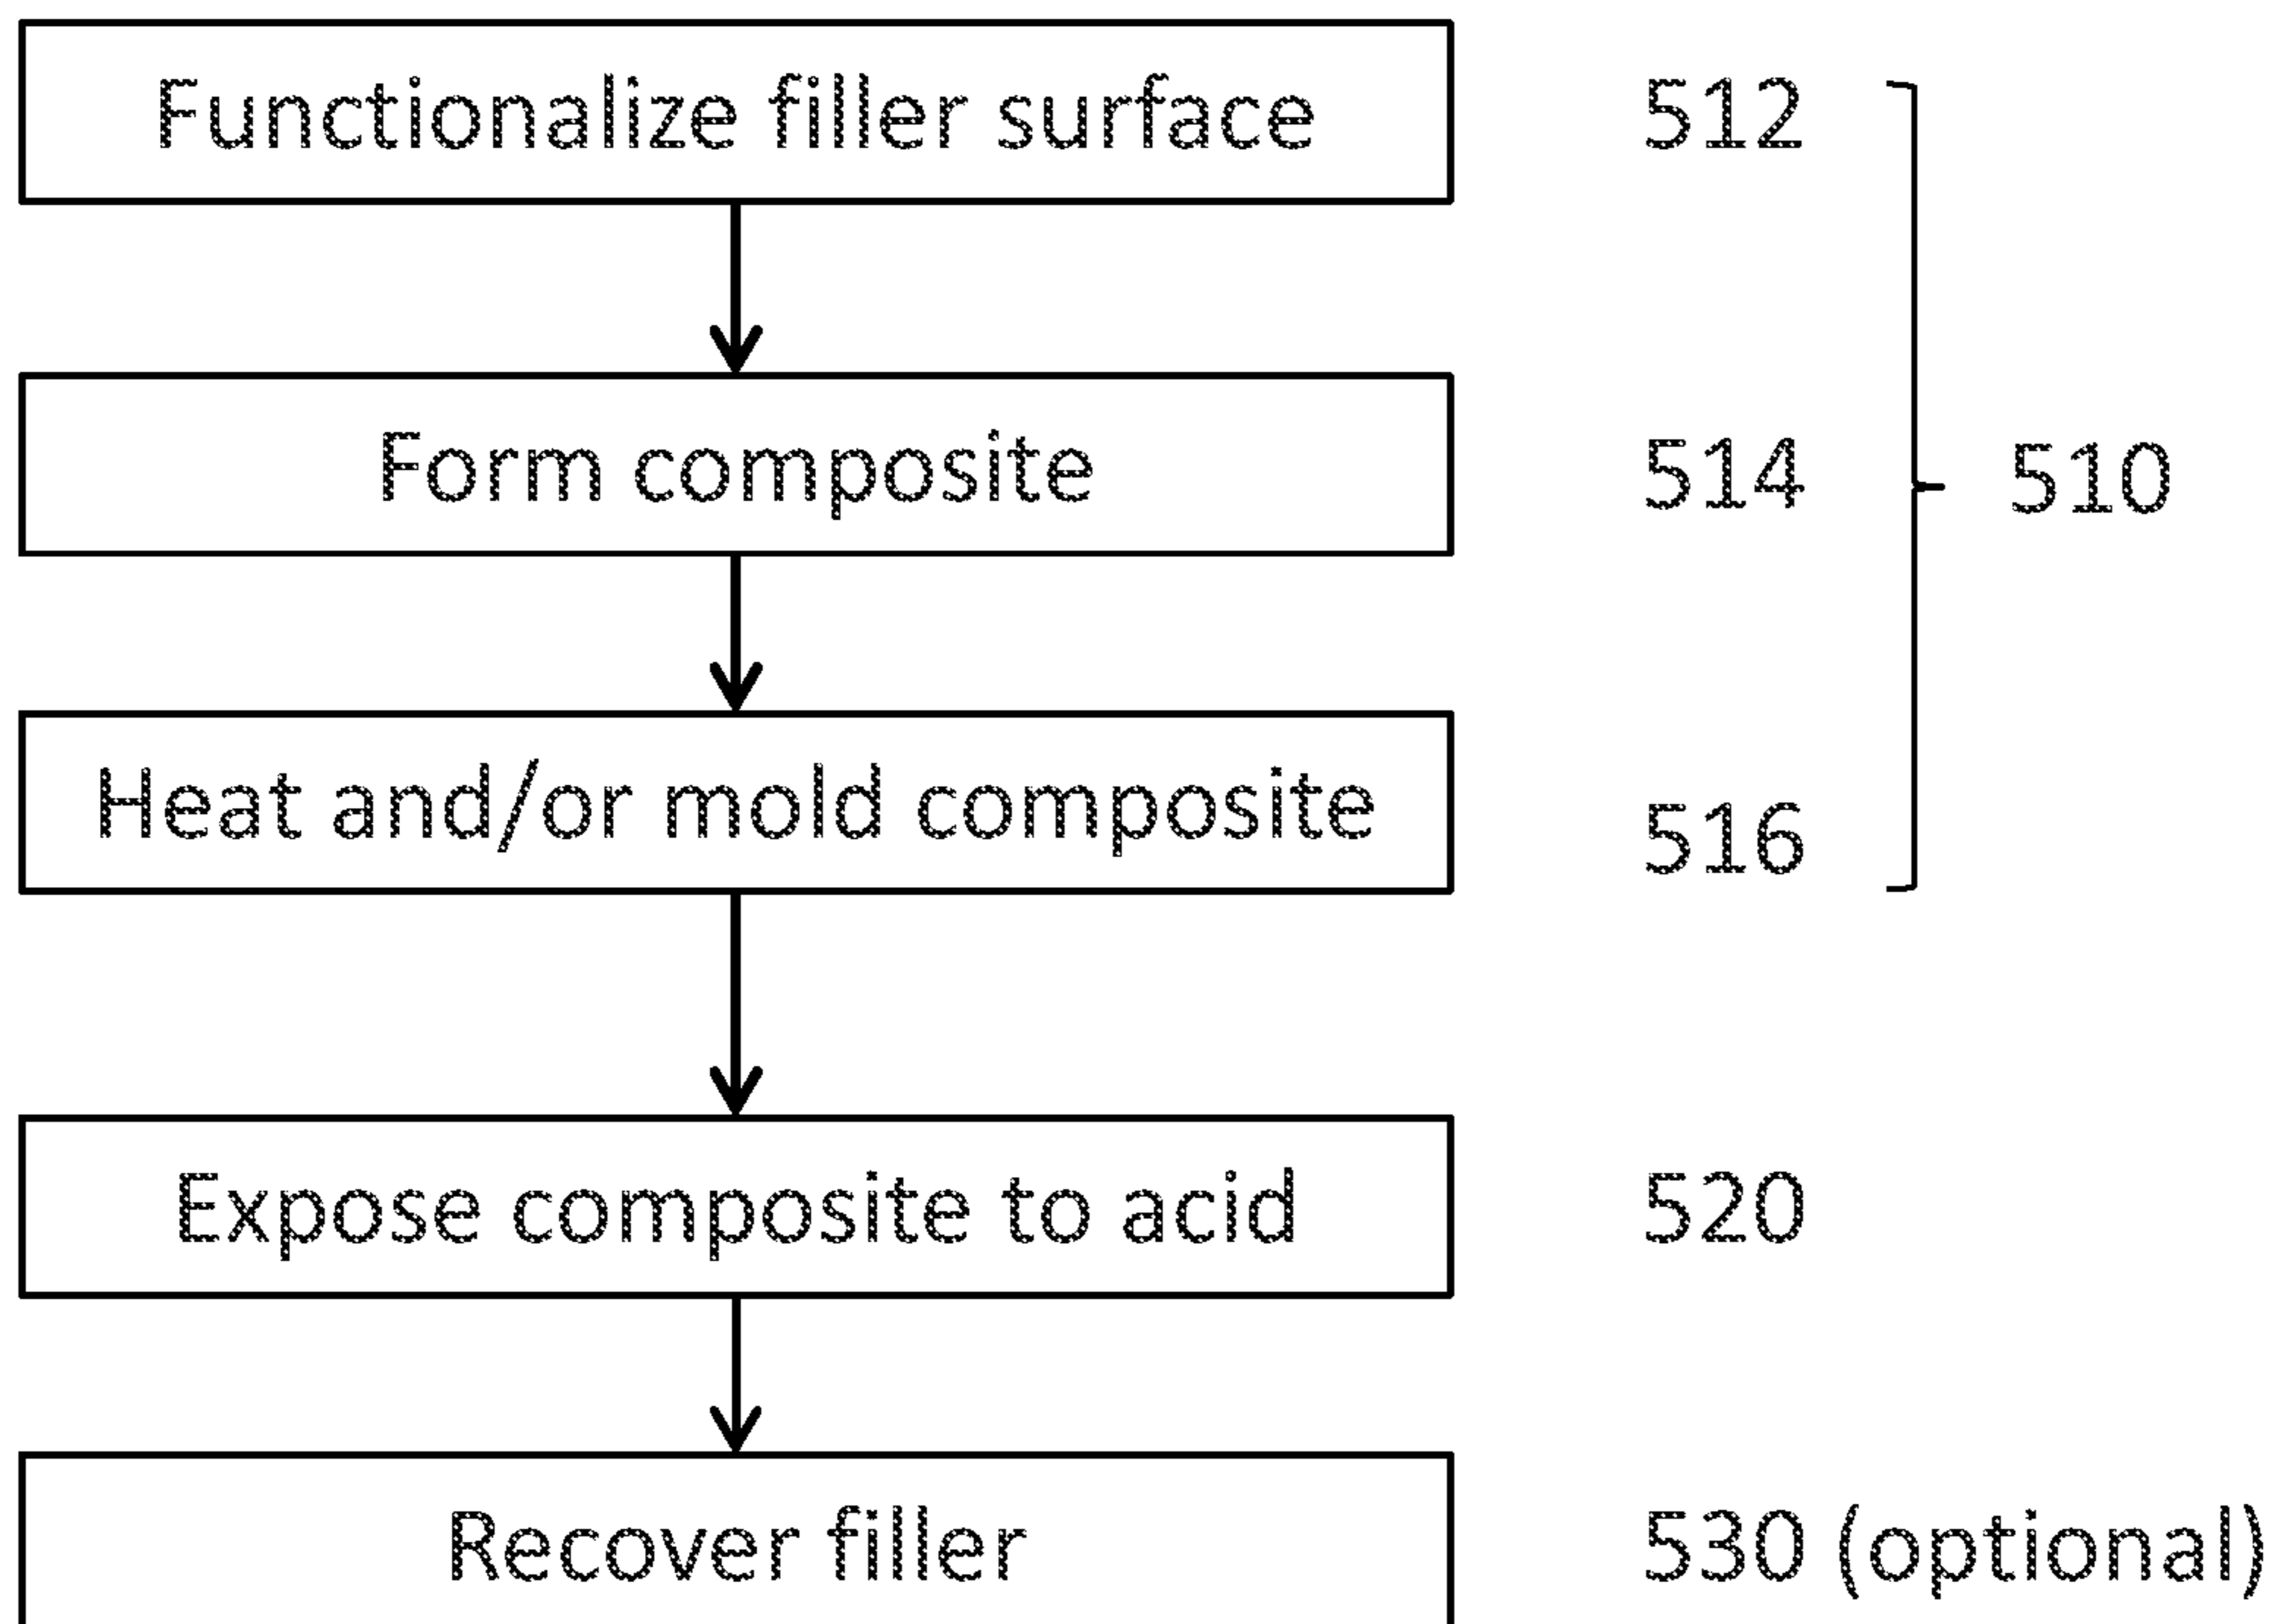 Functionalize filler surface 512
Form composite 514 510
Heat and/or mold composite 516
Expose composite to acid 520
Recover filler 530 (optional)